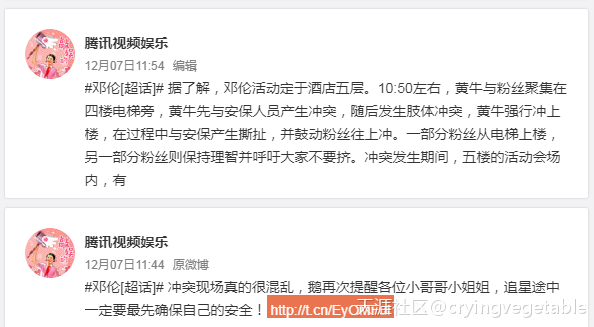 腾讯视频娱乐
12月07日11:54 编辑
#邓伦[超话]# 据了解，邓伦活动定于酒店五层。10:50左右，黄牛与粉丝聚集在
四楼电梯旁，黄牛先与安保人员产生冲突，随后发生肢体冲突，黄牛强行冲上
楼，在过程中与安保产生撕扯，并鼓动粉丝往上冲。一部分粉丝从电梯上楼，
另一部分粉丝则保持理智并呼吁大家不要挤。冲突发生期间，五楼的活动会场
内，有
腾讯视频娱乐
12月07日11:44 原微博
#邓伦[超话]# 冲突现场真的很混乱，鹅再次提醒各位小哥哥小姐姐，追星途中
一定要最先确保自己的安全！
天涯社区@cryingvegetable